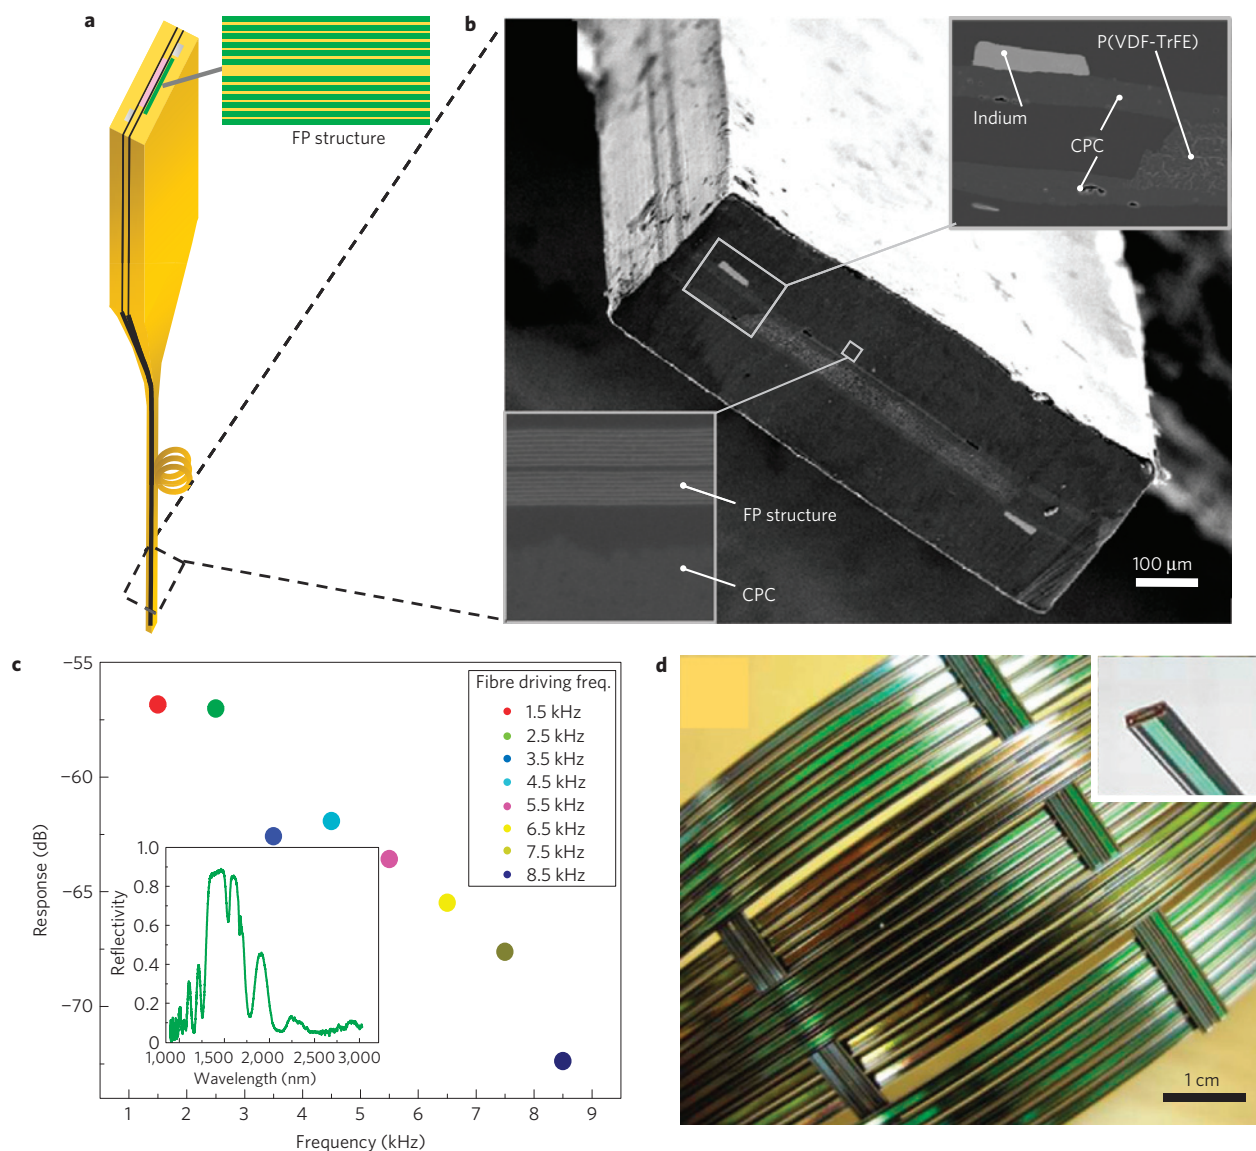 a
FP structure
b
P(VDF-TrFE)
Indium
CPC
FP structure
CPC
100 μm
c
−55
−60
−65
−70
Response (dB)
1 2 3 4 5 6 7 8 9
Frequency (kHz)
Fibre driving freq.
1.5 kHz
2.5 kHz
3.5 kHz
4.5 kHz
5.5 kHz
6.5 kHz
7.5 kHz
8.5 kHz
1.0
0.8
0.6
0.4
0.2
0
Reflectivity
1,000 1,500 2,000 2,500 3,000
Wavelength (nm)
d
1 cm